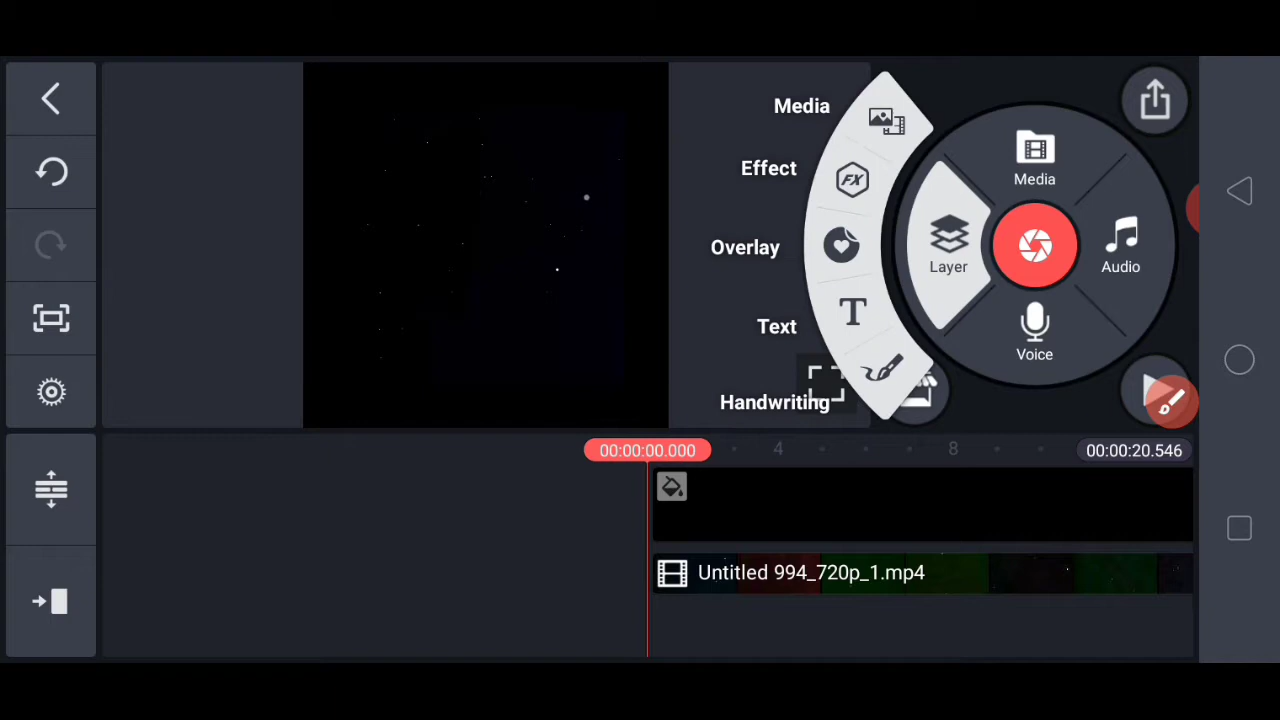 Media
Effect
Overlay
Text
Handwriting
Media
Layer
Audio
Voice
FX
T
00:00:00.000
4
8
00:00:20.546
Untitled 994_720p_1.mp4